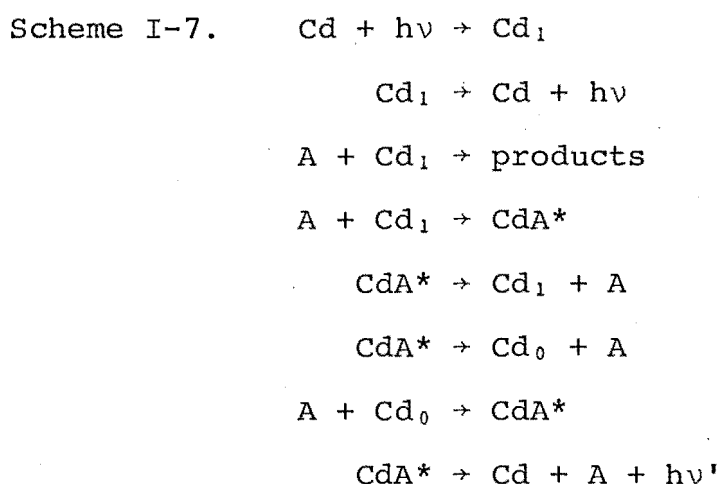 Scheme I-7. Cd + hν → Cd₁
Cd₁ → Cd + hν
A + Cd₁ → products
A + Cd₁ → CdA*
CdA* → Cd₁ + A
CdA* → Cd₀ + A
A + Cd₀ → CdA*
CdA* → Cd + A + hν'